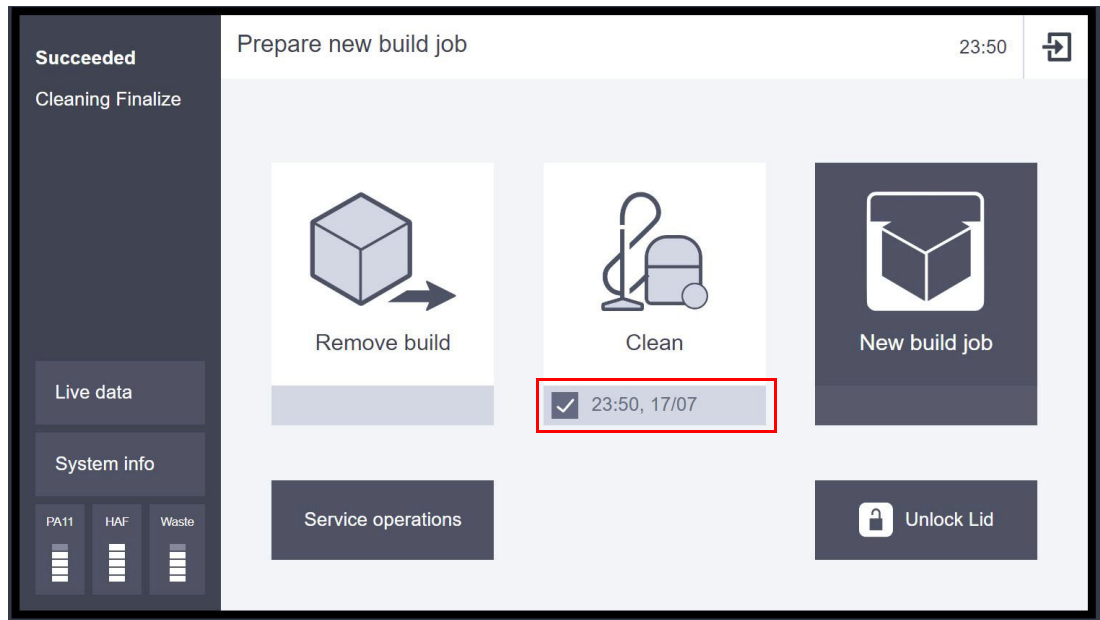 Succeeded
Cleaning Finalize
Prepare new build job
23:50
Remove build
Clean
23:50, 17/07
New build job
Live data
System info
PA11
HAF
Waste
Service operations
Unlock Lid